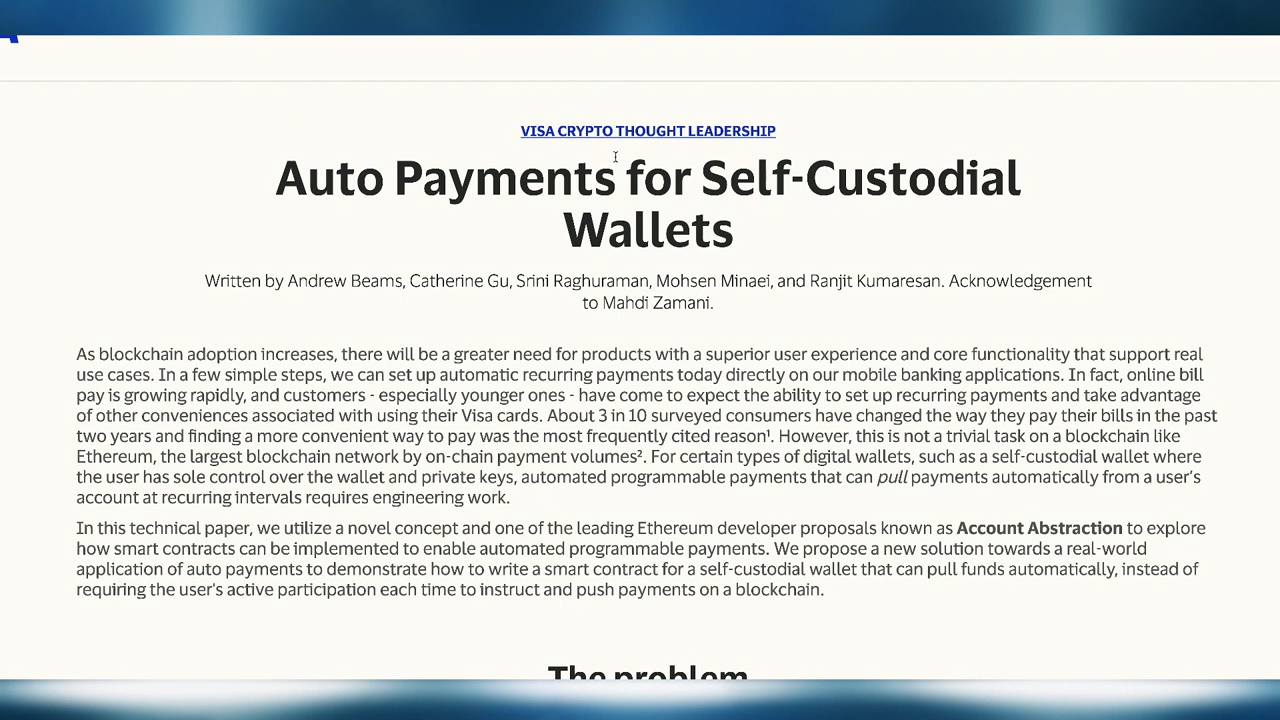 VISA CRYPTO THOUGHT LEADERSHIP
Auto Payments for Self-Custodial
Wallets
Written by Andrew Beams, Catherine Gu, Srini Raghuraman, Mohsen Minaei, and Ranjit Kumaresan. Acknowledgement
to Mahdi Zamani.
As blockchain adoption increases, there will be a greater need for products with a superior user experience and core functionality that support real
use cases. In a few simple steps, we can set up automatic recurring payments today directly on our mobile banking applications. In fact, online bill
pay is growing rapidly, and customers - especially younger ones - have come to expect the ability to set up recurring payments and take advantage
of other conveniences associated with using their Visa cards. About 3 in 10 surveyed consumers have changed the way they pay their bills in the past
two years and finding a more convenient way to pay was the most frequently cited reason¹. However, this is not a trivial task on a blockchain like
Ethereum, the largest blockchain network by on-chain payment volumes². For certain types of digital wallets, such as a self-custodial wallet where
the user has sole control over the wallet and private keys, automated programmable payments that can pull payments automatically from a user's
account at recurring intervals requires engineering work.
In this technical paper, we utilize a novel concept and one of the leading Ethereum developer proposals known as Account Abstraction to explore
how smart contracts can be implemented to enable automated programmable payments. We propose a new solution towards a real-world
application of auto payments to demonstrate how to write a smart contract for a self-custodial wallet that can pull funds automatically, instead of
requiring the user's active participation each time to instruct and push payments on a blockchain.
The problem